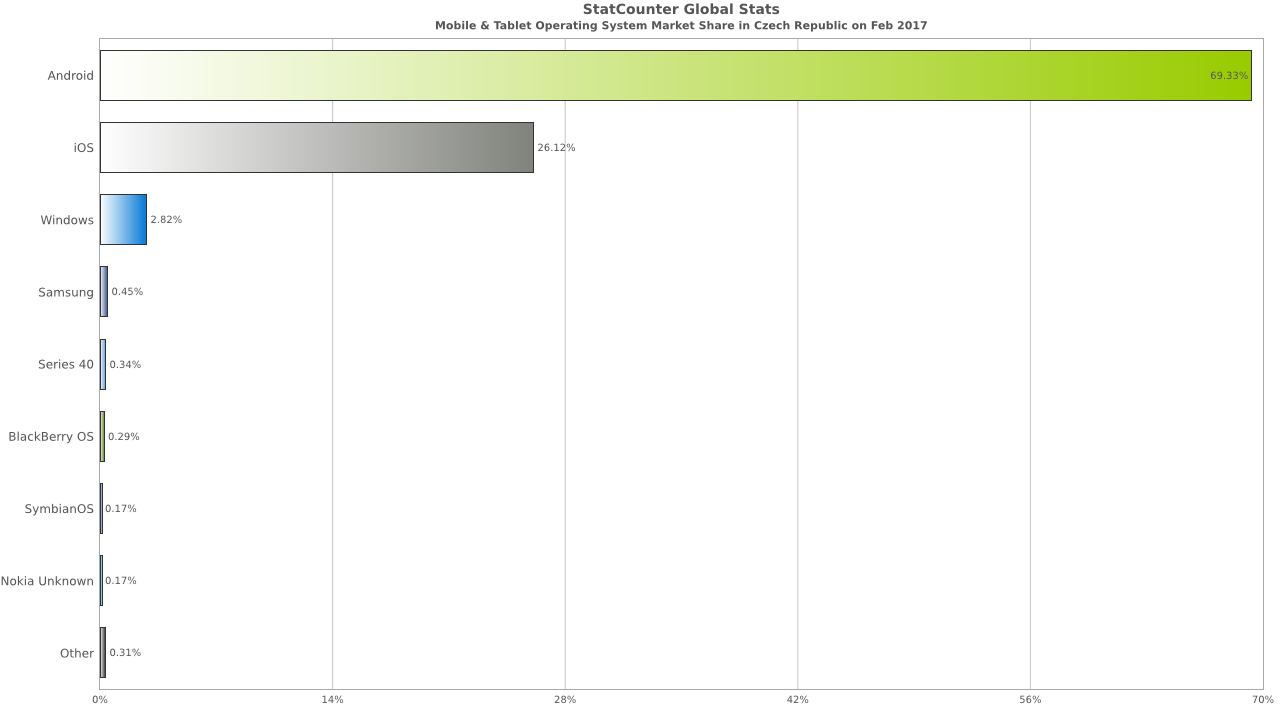 StatCounter Global Stats
Mobile & Tablet Operating System Market Share in Czech Republic on Feb 2017
Android 69.33%
iOS 26.12%
Windows 2.82%
Samsung 0.45%
Series 40 0.34%
BlackBerry OS 0.29%
SymbianOS 0.17%
Nokia Unknown 0.17%
Other 0.31%
0% 14% 28% 42% 56% 70%